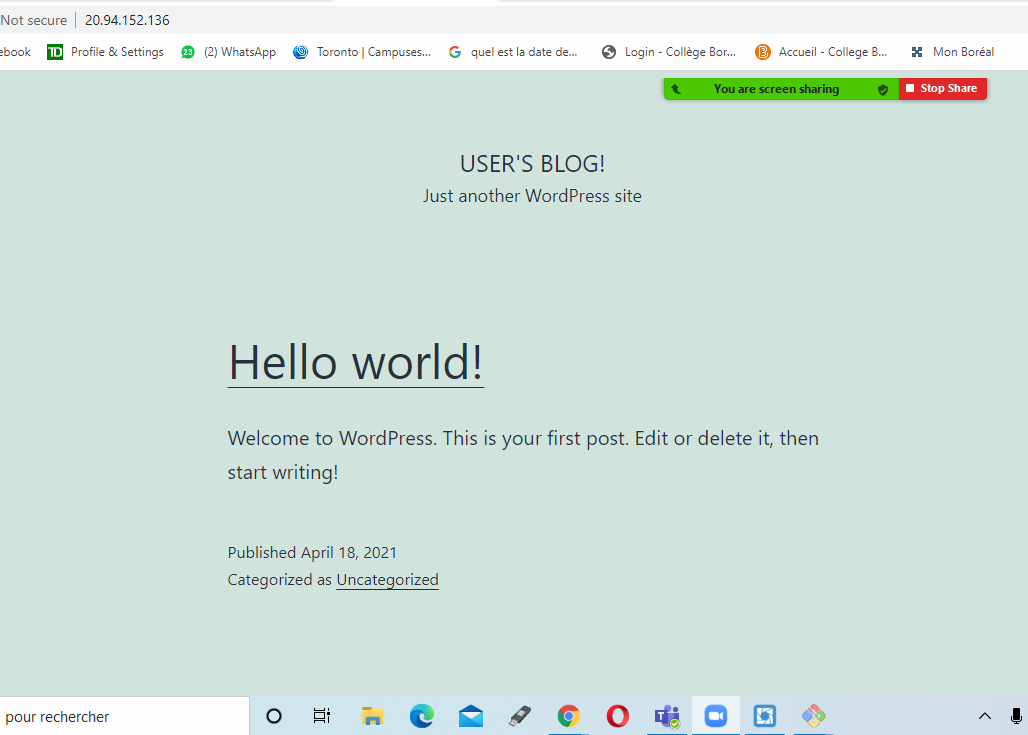 Not secure | 20.94.152.136
ebook TD Profile & Settings 23 (2) WhatsApp Toronto | Campuses... G quel est la date de... Login - Collège Bor... B Accueil - College B... Mon Boréal
You are screen sharing Stop Share
USER'S BLOG!
Just another WordPress site
Hello world!
Welcome to WordPress. This is your first post. Edit or delete it, then
start writing!
Published April 18, 2021
Categorized as Uncategorized
pour rechercher